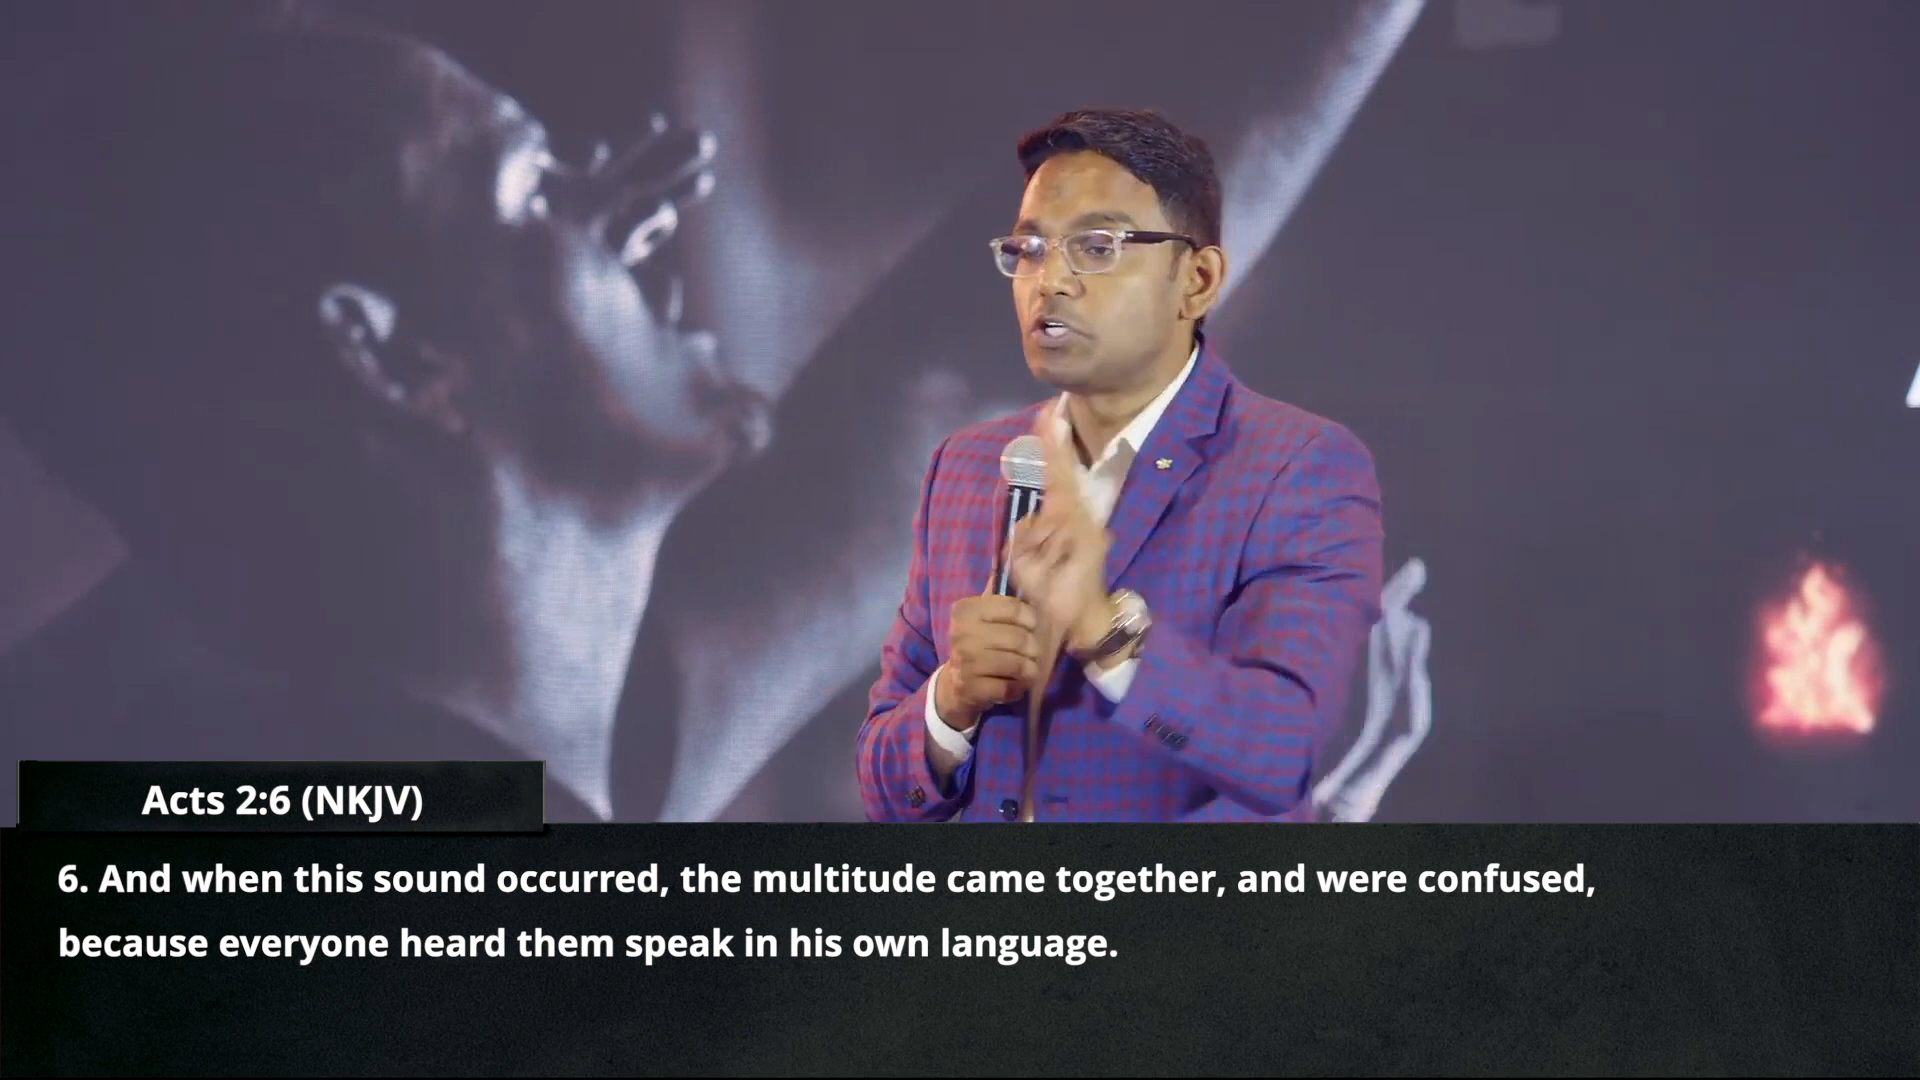 Acts 2:6 (NKJV)
6. And when this sound occurred, the multitude came together, and were confused,
because everyone heard them speak in his own language.